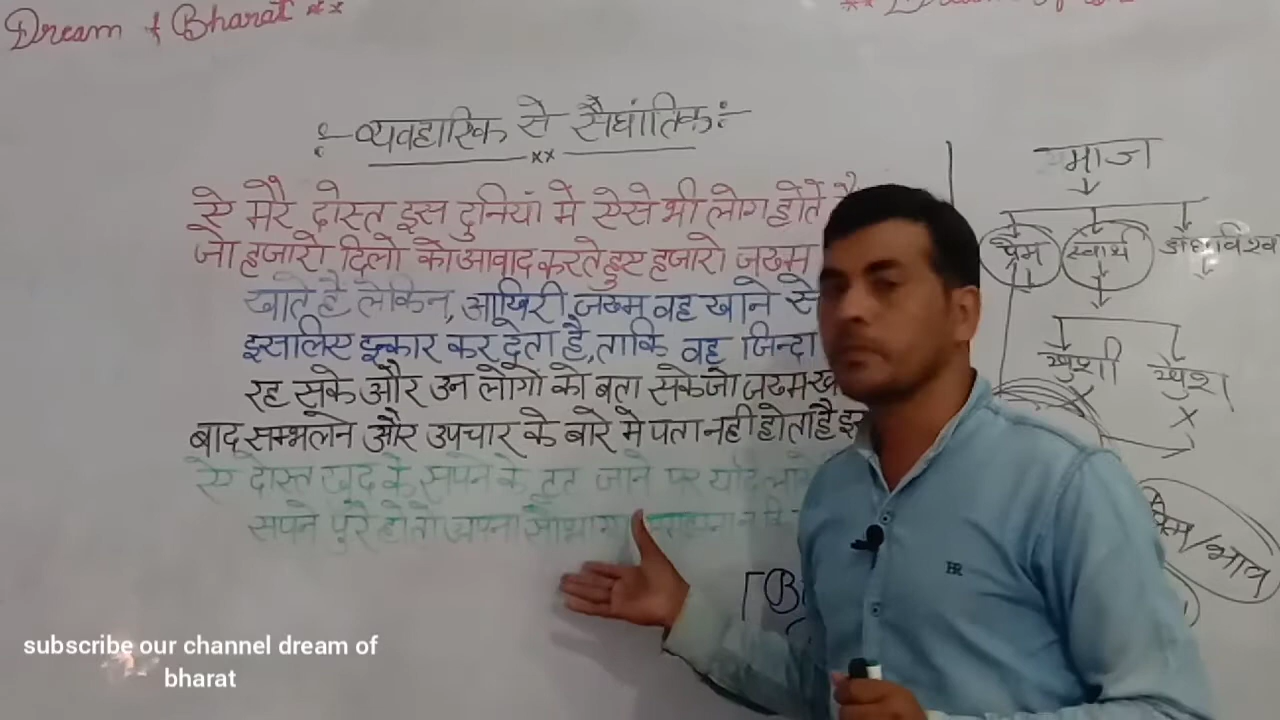 Dream of Bharat **
:- व्यवहारिक से सैघांतिक :-
**
ऐ मेरे दोस्त इस दुनियां में ऐसे भी लोग होते है
जो हजारो दिलो को आवाद करते हुए हजारो जख्म
खाते है लेकिन, आखिरी जख्म वह खाने से
इसलिए इन्कार कर देता है, ताकि वह जिन्दा
रह सके और उन लोगो को बता सके जो जख्म
बाद सम्भलने और उपचार के बारे मे पता नही होता है
ऐ दोस्त खुद के सपने के टुट जाने पर यदि
सपने पुरे हो तो अपना सौभाग्य
समाज
प्रेम स्वार्थ
खुशी खुश
x x
प्रेम/भाव
subscribe our channel dream of
bharat